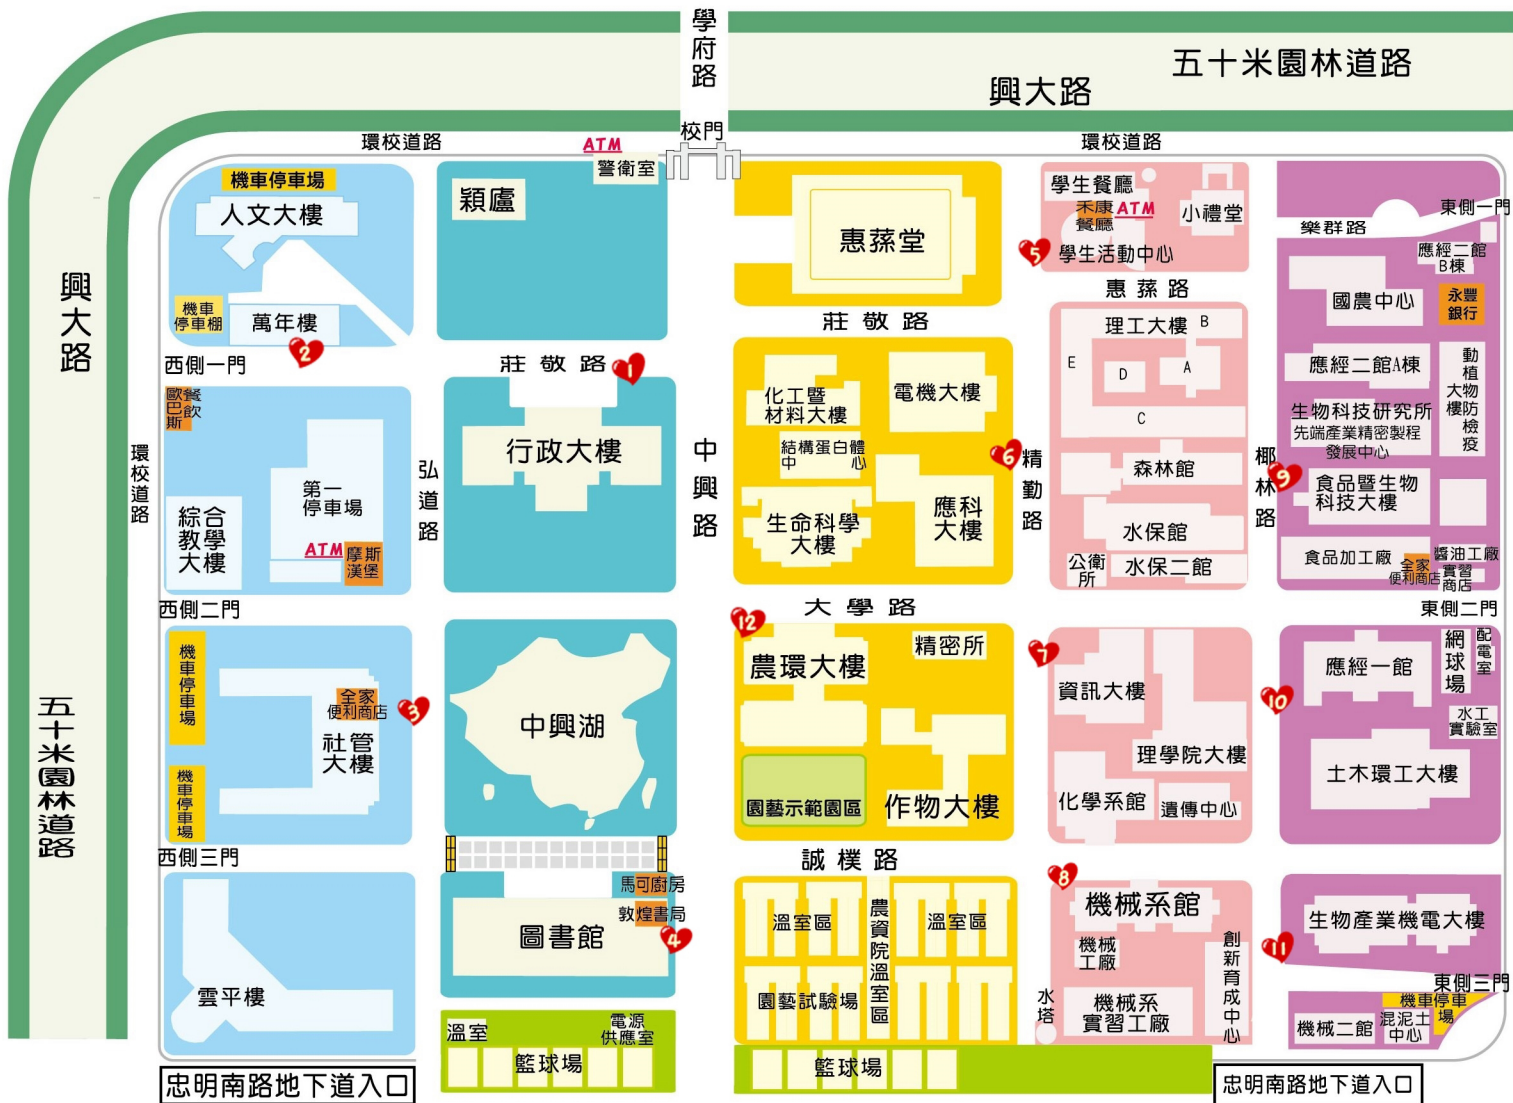 學府路
五十米園林道路
興大路
校門
環校道路
ATM
警衛室
環校道路
機車停車場
人文大樓
機車
停車棚
萬年樓
2
西側一門
穎廬
惠蓀堂
學生餐廳
禾康
餐廳
ATM
小禮堂
5
學生活動中心
惠蓀路
樂群路
東側一門
應經二館
B棟
國農中心
永豐
銀行
興大路
莊敬路
1
莊敬路
理工大樓
B
E
D
A
C
應經二館A棟
動植物防檢疫
大樓
歐巴斯
餐飲
環校道路
第一
停車場
綜合
教學
大樓
ATM
摩斯
漢堡
弘道路
行政大樓
中興路
化工暨
材料大樓
電機大樓
結構蛋白體
中心
6
精勤路
生命科學
大樓
應科
大樓
森林館
水保館
公衛
所
水保二館
椰林路
9
生物科技研究所
先端產業精密製程
發展中心
食品暨生物
科技大樓
食品加工廠
全家
便利商店
醬油工廠
實習
商店
西側二門
大學路
東側二門
機車停車場
全家
便利商店
3
社管
大樓
機車停車場
中興湖
12
農環大樓
精密所
園藝示範園區
作物大樓
7
資訊大樓
理學院大樓
化學系館
遺傳中心
10
應經一館
網球場
配電室
水工
實驗室
土木環工大樓
五十米園林道路
西側三門
誠樸路
雲平樓
馬可廚房
敦煌書局
圖書館
4
溫室區
農資院溫室區
溫室區
園藝試驗場
8
機械系館
機械
工廠
創新育成中心
水塔
機械系
實習工廠
11
生物產業機電大樓
東側三門
機車停車
場
機械二館
混泥土
中心
溫室
電源
供應室
籃球場
籃球場
忠明南路地下道入口
忠明南路地下道入口